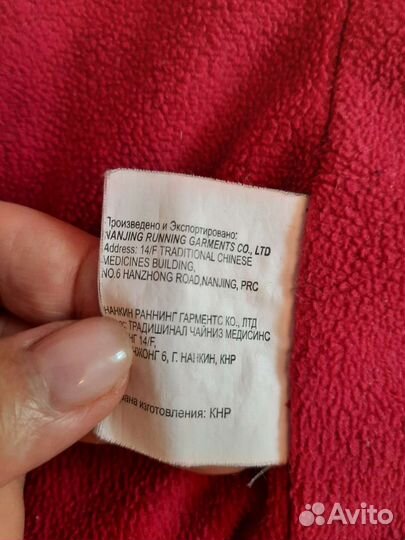 Произведено и Экспортировано:
NANJING RUNNING GARMENTS CO., LTD
Address: 14/F TRADITIONAL CHINESE
MEDICINES BUILDING,
NO.6 HANZHONG ROAD,NANJING, PRC
НАНКИН РАННИНГ ГАРМЕНТС КО., ЛТД
ТРАДИШИНАЛ ЧАЙНИЗ МЕДИСИНС
14/F,
6, Г. НАНКИН, КНР
изготовления: КНР
Avito